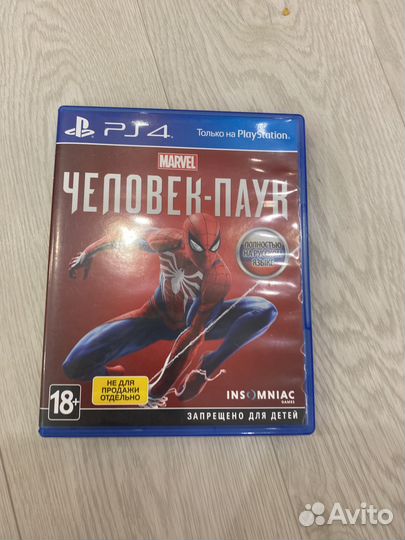 PS4
Только на PlayStation.
MARVEL
ЧЕЛОВЕК-ПАУК
ПОЛНОСТЬЮ
НА РУССКОМ
ЯЗЫКЕ
НЕ ДЛЯ
ПРОДАЖИ
ОТДЕЛЬНО
18+
INSOMNIAC
GAMES
ЗАПРЕЩЕНО ДЛЯ ДЕТЕЙ
Avito